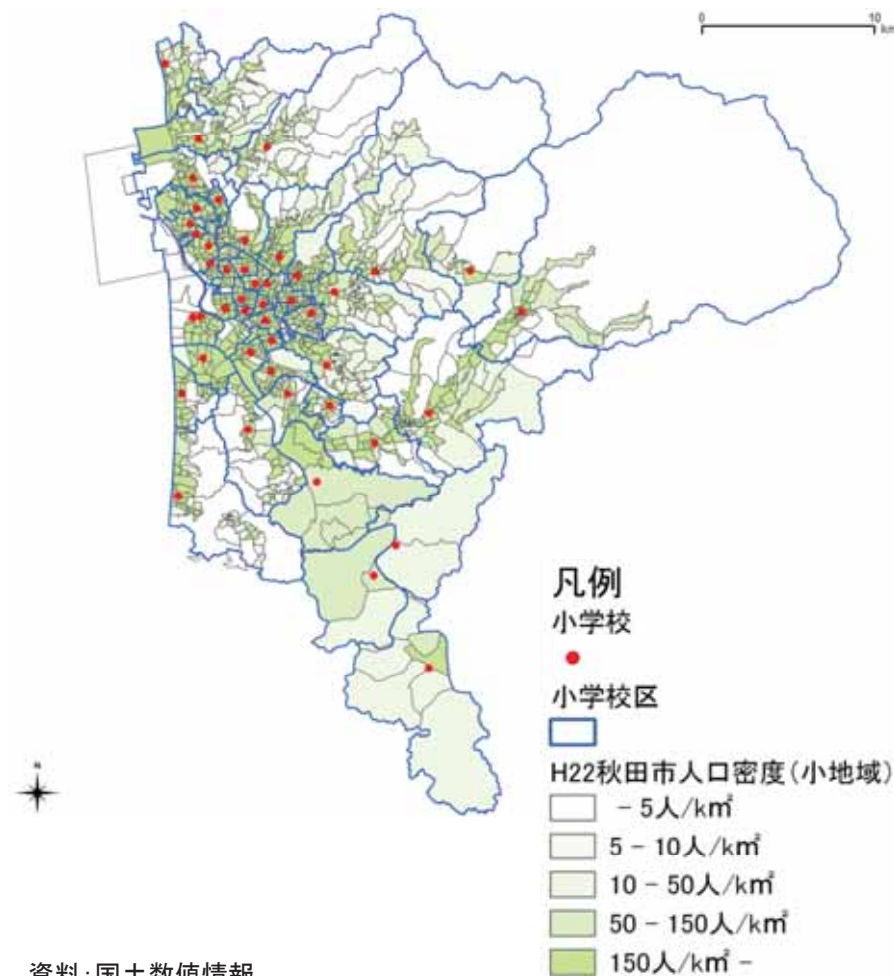 0 10
km
N
凡例
小学校
小学校区
H22秋田市人口密度(小地域)
- 5人/k㎡
5 - 10人/k㎡
10 - 50人/k㎡
50 - 150人/k㎡
150人/k㎡ -
資料:国土数値情報